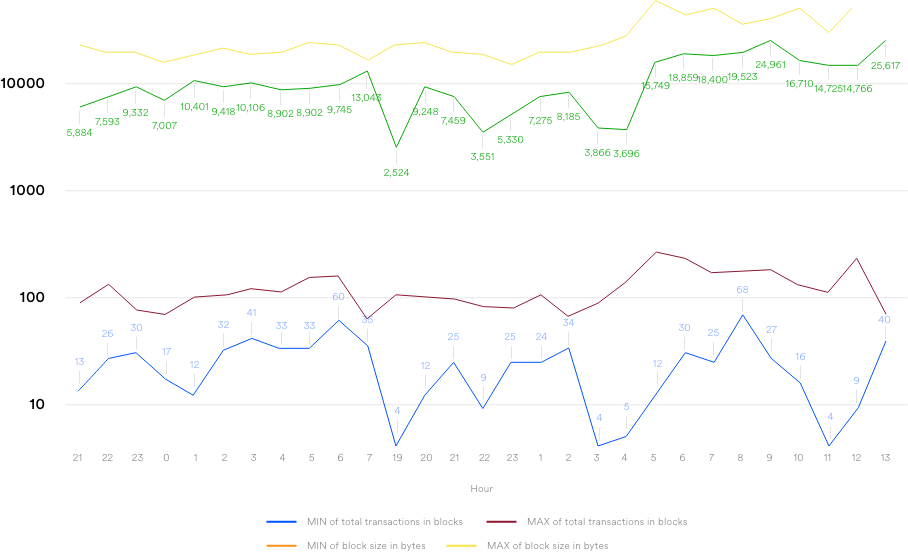 10000
5,884 7,593 9,332 7,007 10,401 9,418 10,106 8,902 8,902 9,745 13,043 2,524 9,248 7,459 3,551 5,330 7,275 8,185 3,866 3,696 15,749 18,859 18,400 19,523 24,961 16,710 14,725 14,766 25,617
1000
100
13 26 30 17 12 32 41 33 33 60 35 4 12 25 9 25 24 34 4 5 12 30 25 68 27 16 4 9 40
10
21 22 23 0 1 2 3 4 5 6 7 19 20 21 22 23 1 2 3 4 5 6 7 8 9 10 11 12 13
Hour
MIN of total transactions in blocks MAX of total transactions in blocks
MIN of block size in bytes MAX of block size in bytes